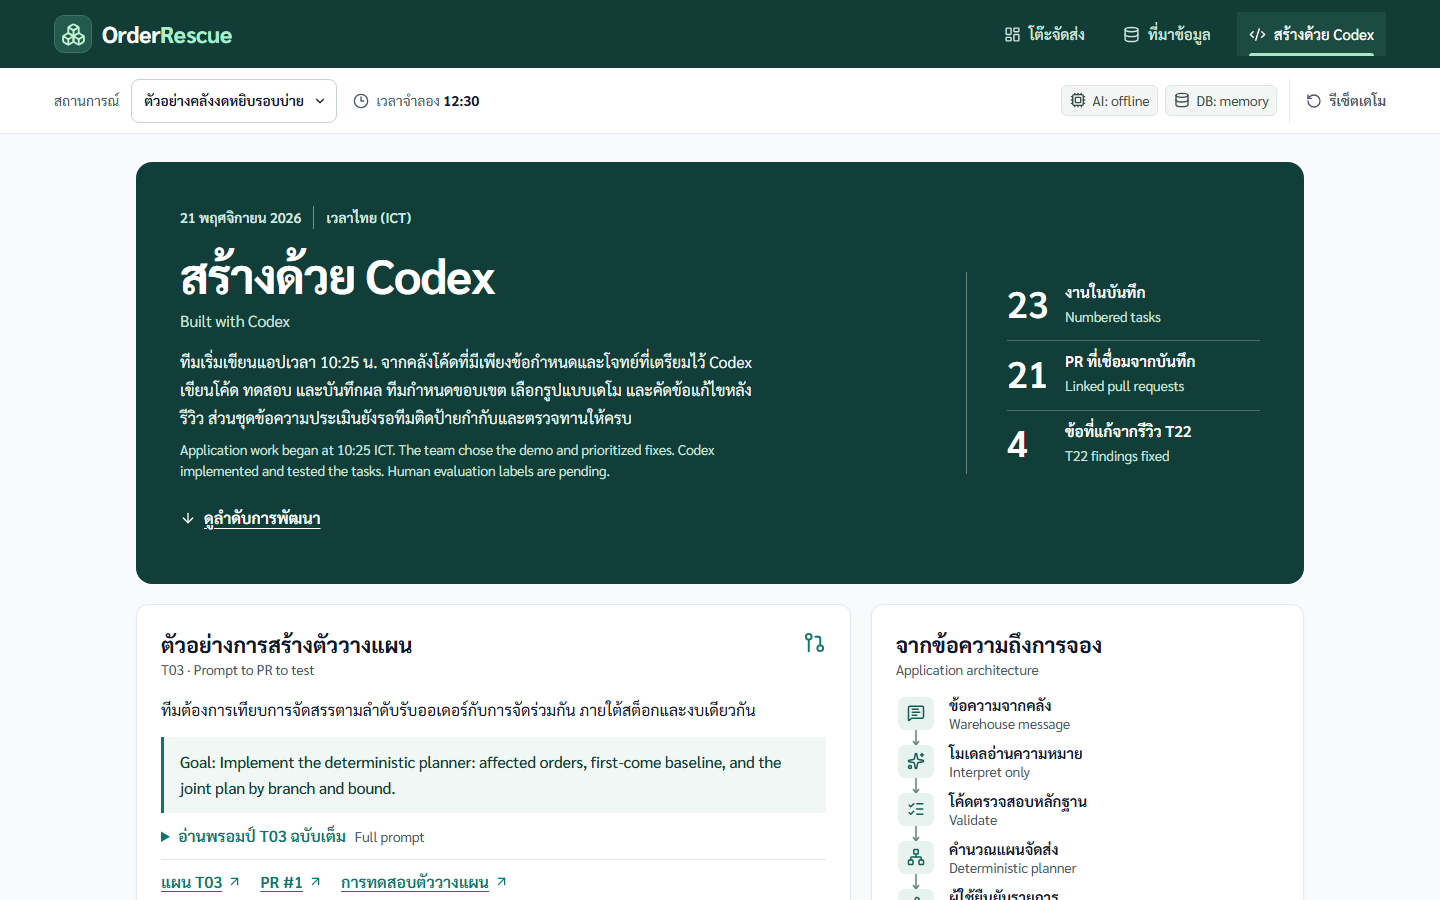 OrderRescue
โต๊ะจัดส่ง
ที่มาข้อมูล
สร้างด้วย Codex
สถานการณ์
ตัวอย่างคลังงดหยิบรอบบ่าย
เวลาจำลอง 12:30
AI: offline
DB: memory
รีเซ็ตเดโม
21 พฤศจิกายน 2026
เวลาไทย (ICT)
สร้างด้วย Codex
Built with Codex
ทีมเริ่มเขียนแอปเวลา 10:25 น. จากคลังโค้ดที่มีเพียงข้อกำหนดและโจทย์ที่เตรียมไว้ Codex
เขียนโค้ด ทดสอบ และบันทึกผล ทีมกำหนดขอบเขต เลือกรูปแบบเดโม และคัดข้อแก้ไขหลัง
รีวิว ส่วนชุดข้อความประเมินยังรอทีมติดป้ายกำกับและตรวจทานให้ครบ
Application work began at 10:25 ICT. The team chose the demo and prioritized fixes. Codex
implemented and tested the tasks. Human evaluation labels are pending.
ดูลำดับการพัฒนา
23
งานในบันทึก
Numbered tasks
21
PR ที่เชื่อมจากบันทึก
Linked pull requests
4
ข้อที่แก้จากรีวิว T22
T22 findings fixed
ตัวอย่างการสร้างตัววางแผน
T03 · Prompt to PR to test
ทีมต้องการเทียบการจัดสรรตามลำดับรับออเดอร์กับการจัดร่วมกัน ภายใต้สต็อกและงบเดียวกัน
Goal: Implement the deterministic planner: affected orders, first-come baseline, and the
joint plan by branch and bound.
อ่านพรอมป์ T03 ฉบับเต็ม Full prompt
แผน T03
PR #1
การทดสอบตัววางแผน
จากข้อความถึงการจอง
Application architecture
ข้อความจากคลัง
Warehouse message
โมเดลอ่านความหมาย
Interpret only
โค้ดตรวจสอบหลักฐาน
Validate
คำนวณแผนจัดส่ง
Deterministic planner
ผู้ใช้ยืนยันรายการ